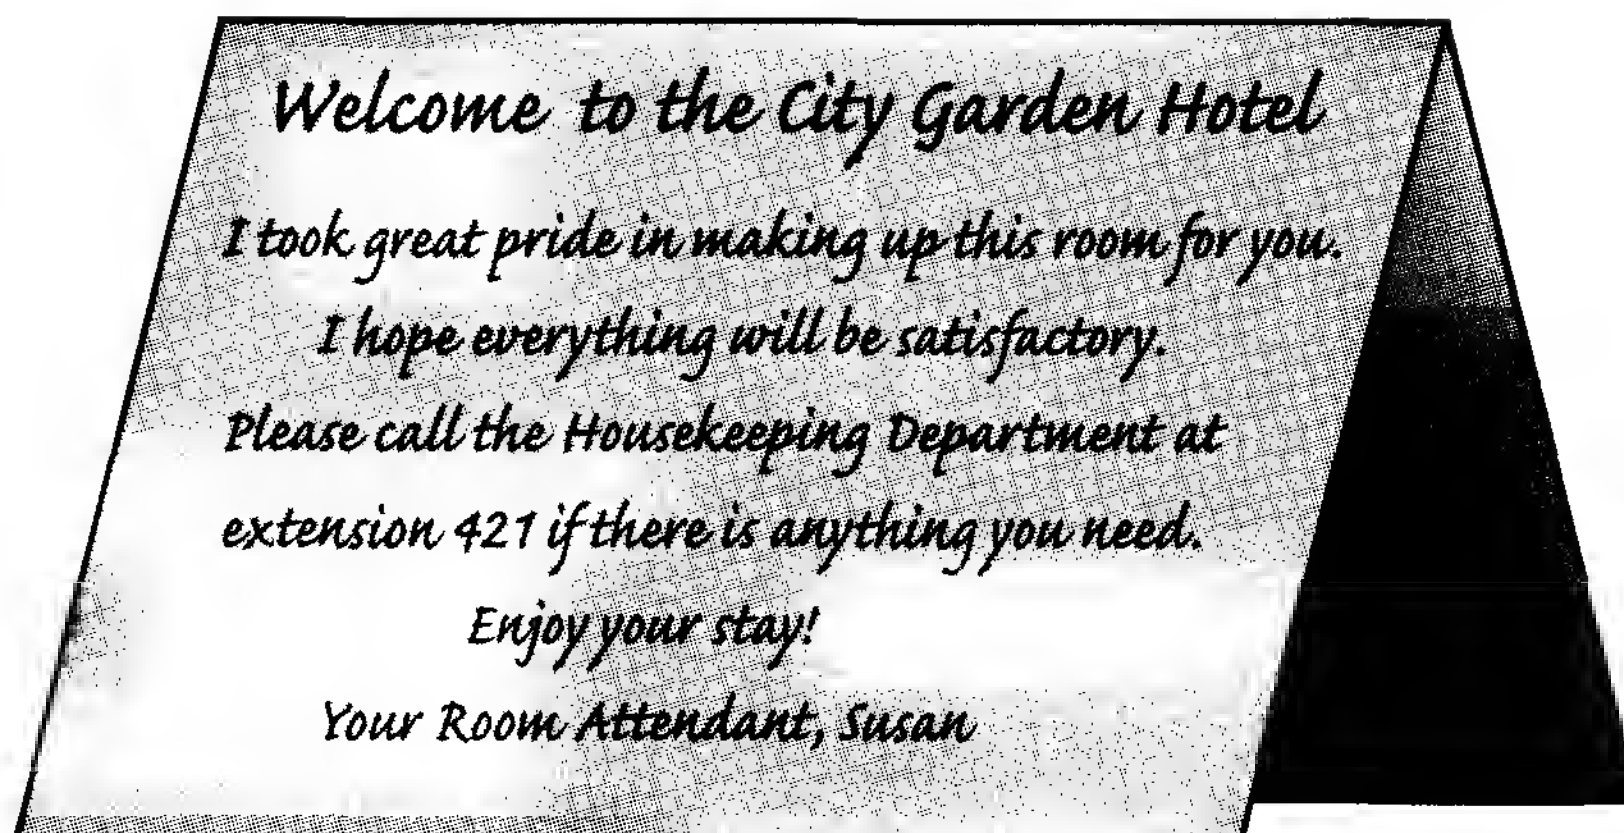 Welcome to the City Garden Hotel
I took great pride in making up this room for you.
I hope everything will be satisfactory.
Please call the Housekeeping Department at
extension 421 if there is anything you need.
Enjoy your stay!
Your Room Attendant, Susan